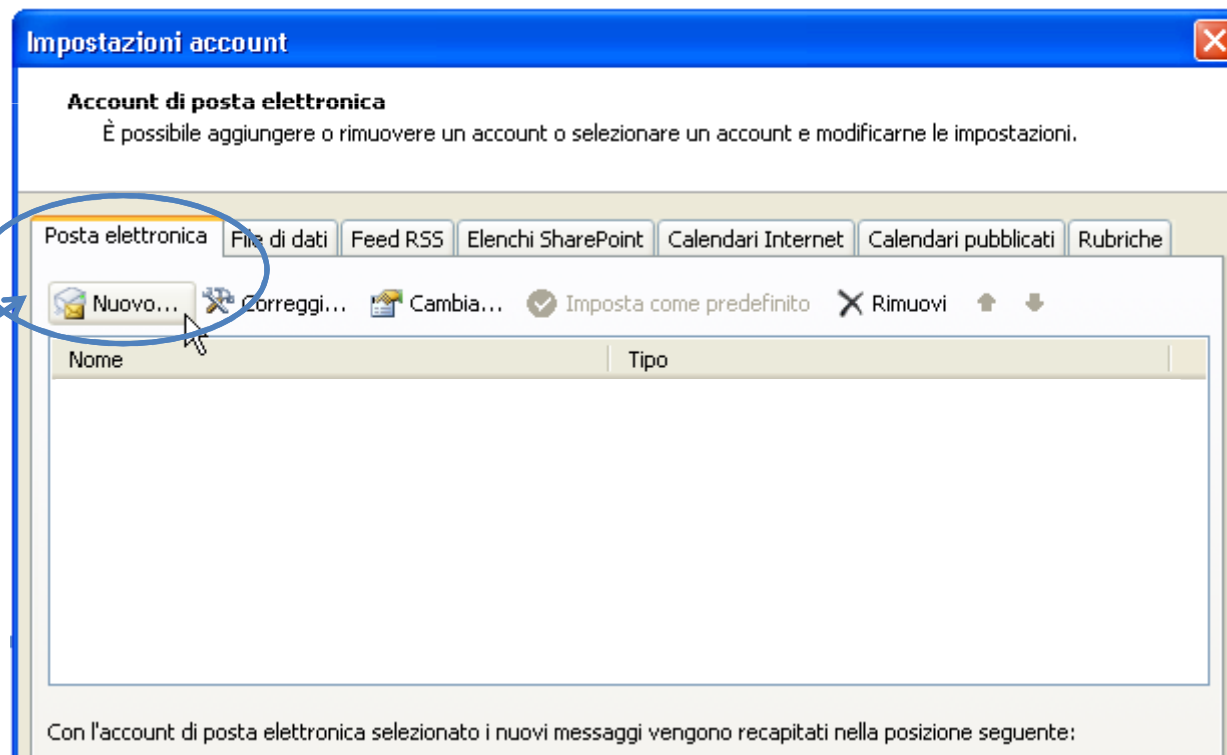 Impostazioni account
Account di posta elettronica
È possibile aggiungere o rimuovere un account o selezionare un account e modificarne le impostazioni.
Posta elettronica File di dati Feed RSS Elenchi SharePoint Calendari Internet Calendari pubblicati Rubriche
Nuovo... Correggi... Cambia... Imposta come predefinito Rimuovi
Nome Tipo
Con l'account di posta elettronica selezionato i nuovi messaggi vengono recapitati nella posizione seguente: